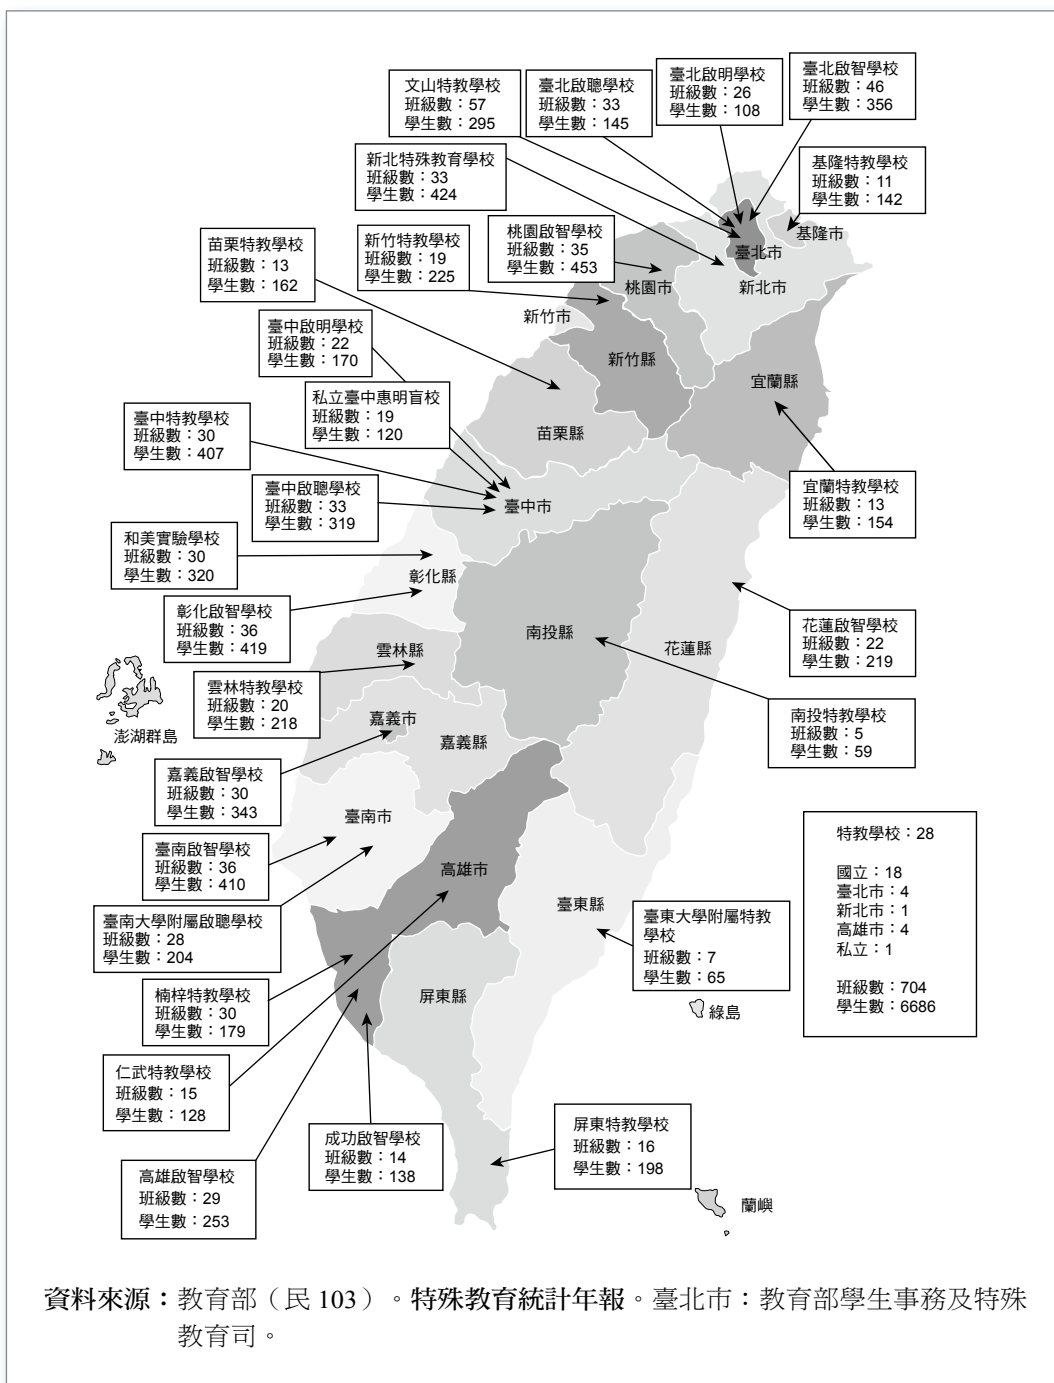 文山特教學校
班級數：57
學生數：295
臺北啟聰學校
班級數：33
學生數：145
臺北啟明學校
班級數：26
學生數：108
臺北啟智學校
班級數：46
學生數：356
新北特殊教育學校
班級數：33
學生數：424
基隆特教學校
班級數：11
學生數：142
苗栗特教學校
班級數：13
學生數：162
新竹特教學校
班級數：19
學生數：225
桃園啟智學校
班級數：35
學生數：453
基隆市
臺北市
新北市
桃園市
新竹市
新竹縣
宜蘭縣
苗栗縣
臺中啟明學校
班級數：22
學生數：170
私立臺中惠明盲校
班級數：19
學生數：120
臺中特教學校
班級數：30
學生數：407
臺中啟聰學校
班級數：33
學生數：319
臺中市
宜蘭特教學校
班級數：13
學生數：154
和美實驗學校
班級數：30
學生數：320
彰化縣
彰化啟智學校
班級數：36
學生數：419
南投縣
花蓮縣
花蓮啟智學校
班級數：22
學生數：219
雲林縣
雲林特教學校
班級數：20
學生數：218
澎湖群島
嘉義市
嘉義縣
南投特教學校
班級數：5
學生數：59
嘉義啟智學校
班級數：30
學生數：343
臺南市
臺南啟智學校
班級數：36
學生數：410
高雄市
臺東縣
臺南大學附屬啟聰學校
班級數：28
學生數：204
臺東大學附屬特教
學校
班級數：7
學生數：65
特教學校：28
國立：18
臺北市：4
新北市：1
高雄市：4
私立：1
班級數：704
學生數：6686
楠梓特教學校
班級數：30
學生數：179
屏東縣
綠島
仁武特教學校
班級數：15
學生數：128
成功啟智學校
班級數：14
學生數：138
屏東特教學校
班級數：16
學生數：198
高雄啟智學校
班級數：29
學生數：253
蘭嶼
資料來源：教育部（民 103）。特殊教育統計年報。臺北市：教育部學生事務及特殊
教育司。